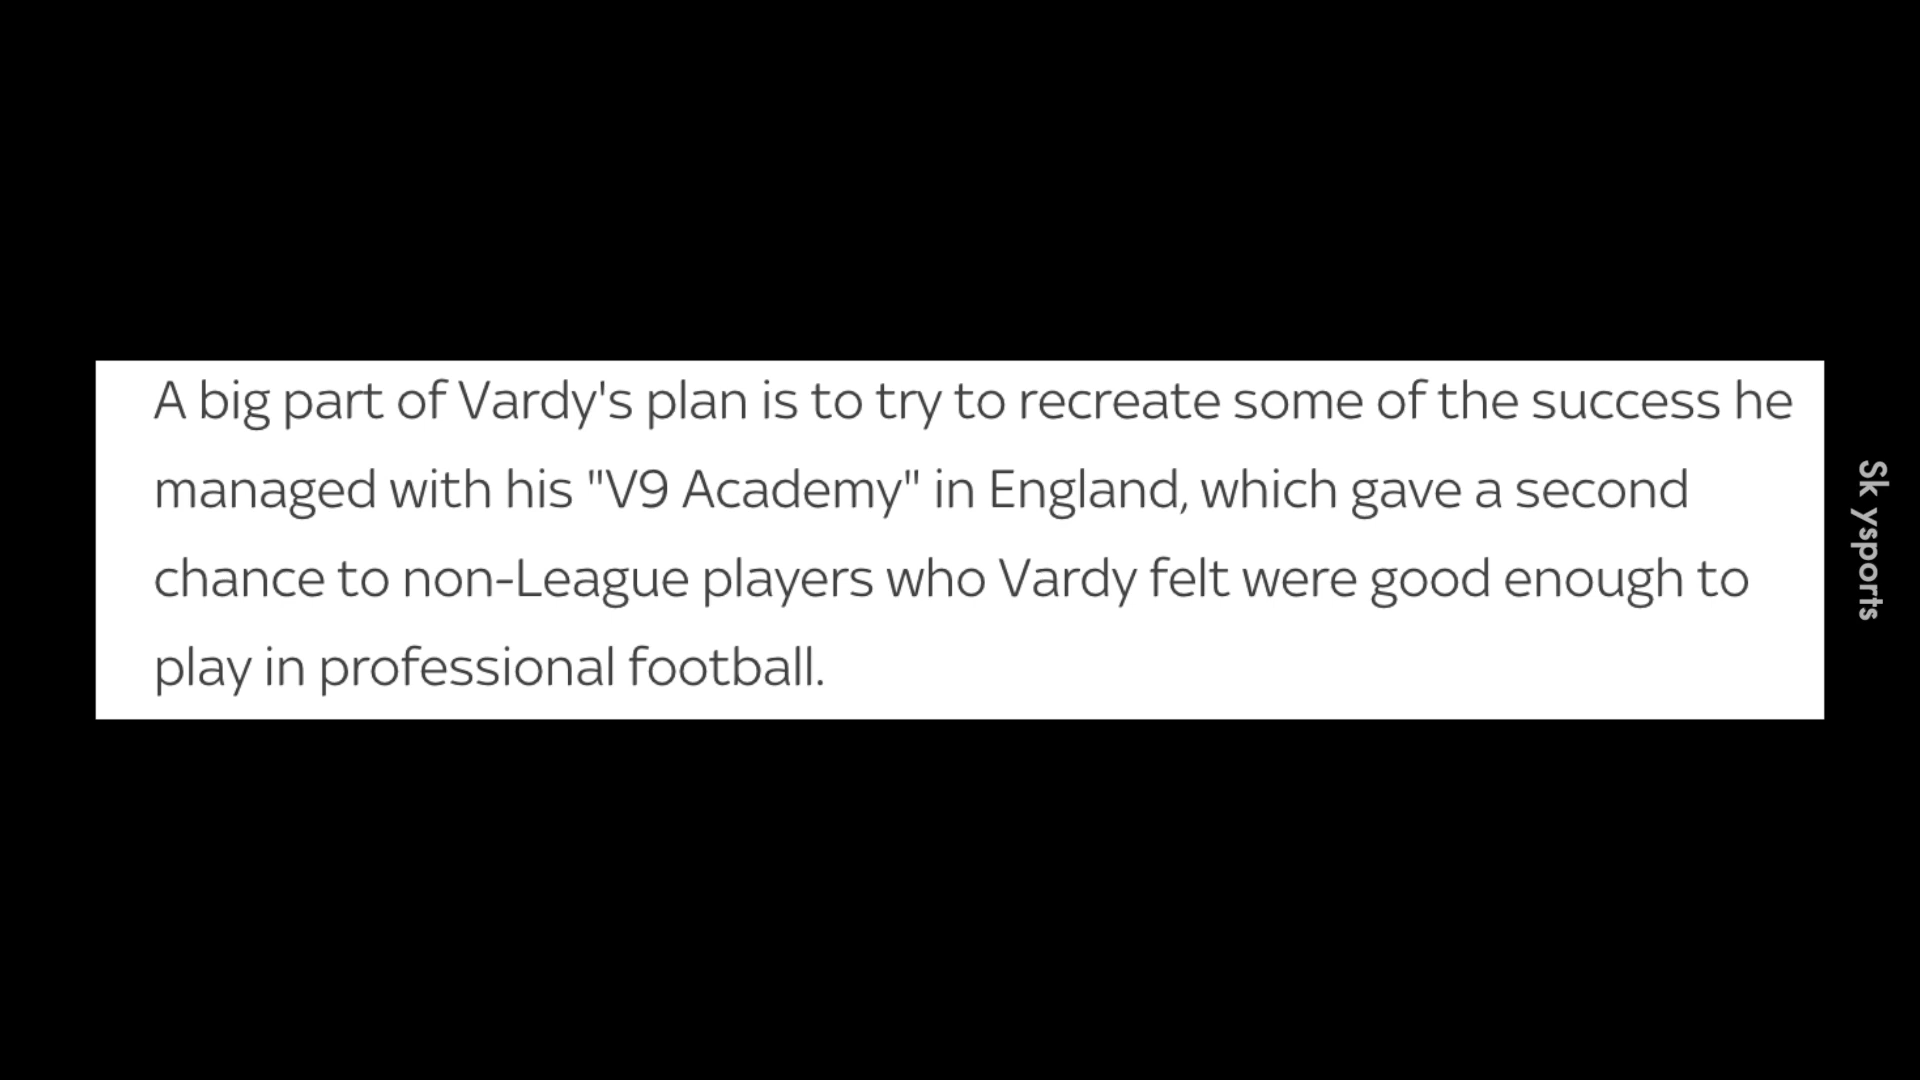 A big part of Vardy's plan is to try to recreate some of the success he
managed with his "V9 Academy" in England, which gave a second
chance to non-League players who Vardy felt were good enough to
play in professional football.
Sk ysports